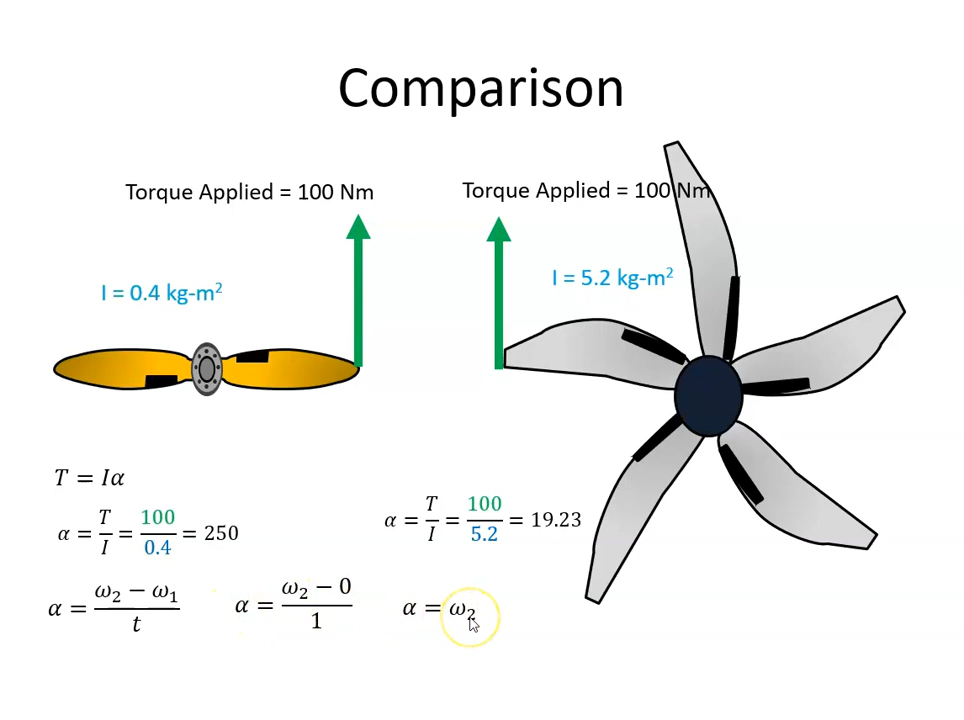 Comparison
Torque Applied = 100 Nm
Torque Applied = 100 Nm
I = 0.4 kg-m²
I = 5.2 kg-m²
T = Iα
α = T/I = 100/0.4 = 250
α = T/I = 100/5.2 = 19.23
α = (ω₂ − ω₁)/t
α = (ω₂ − 0)/1
α = ω₂